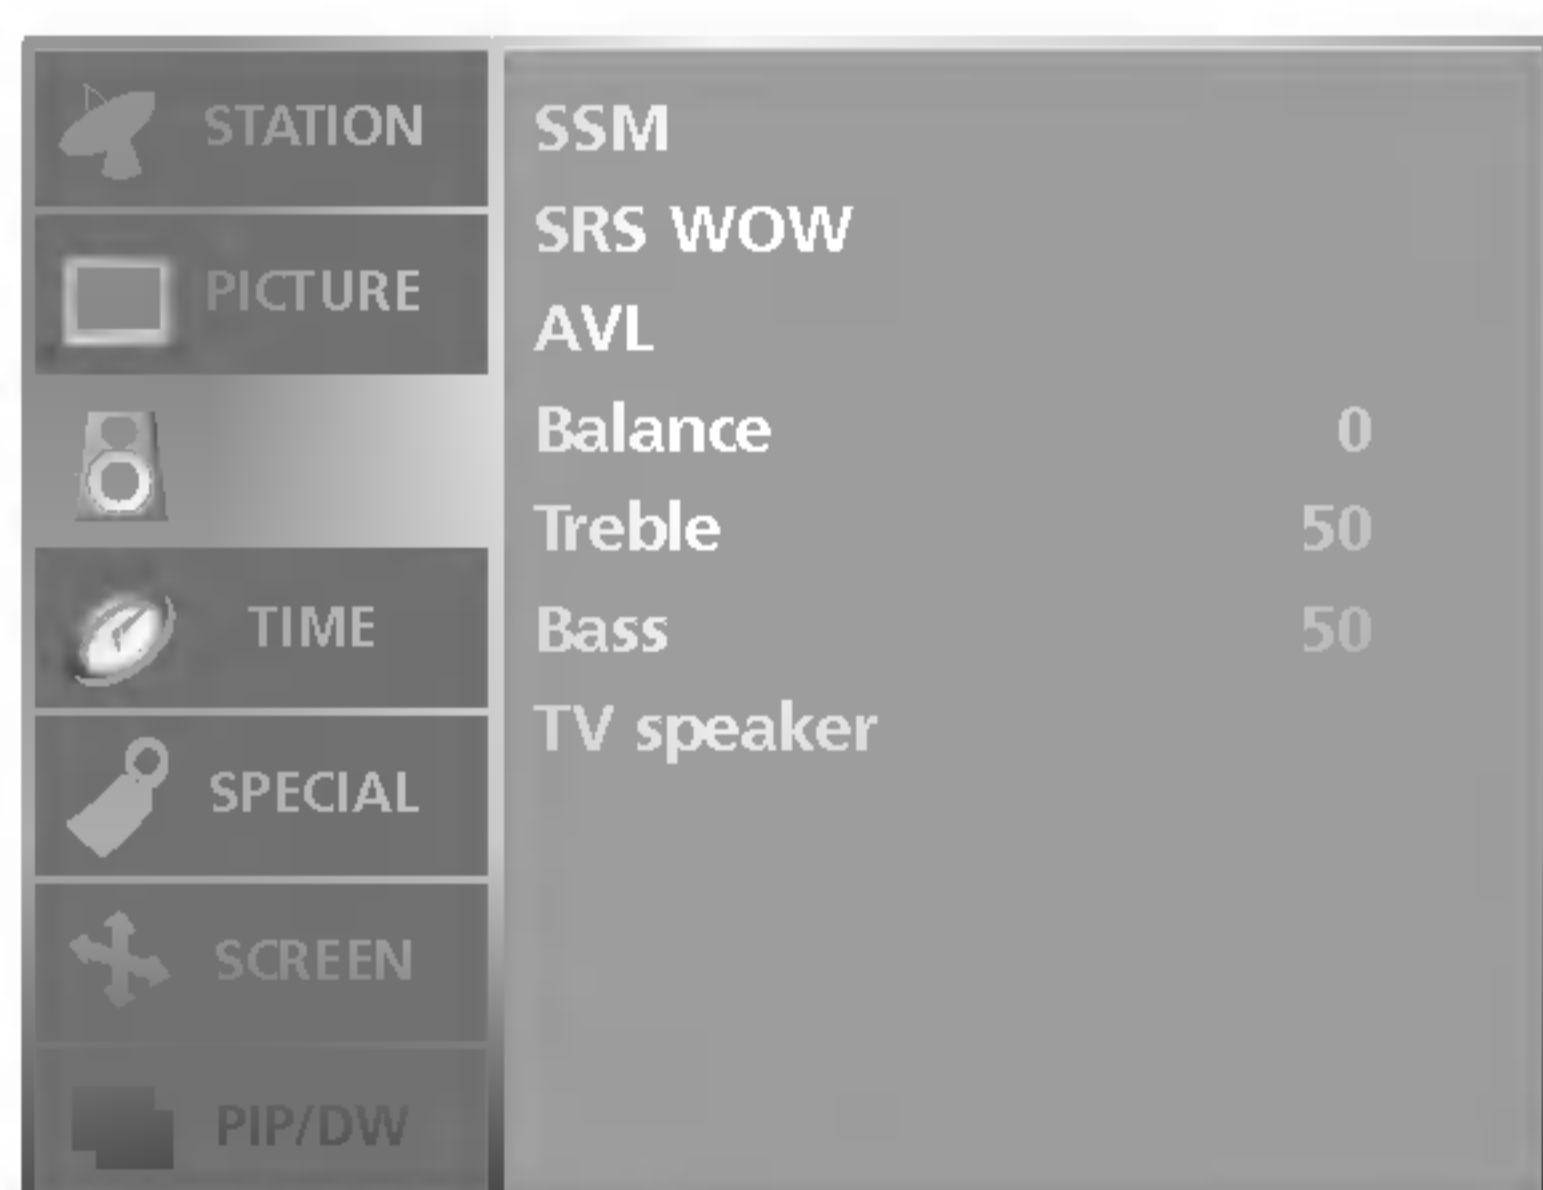 STATION
PICTURE
TIME
SPECIAL
SCREEN
PIP/DW
SSM
SRS WOW
AVL
Balance 0
Treble 50
Bass 50
TV speaker